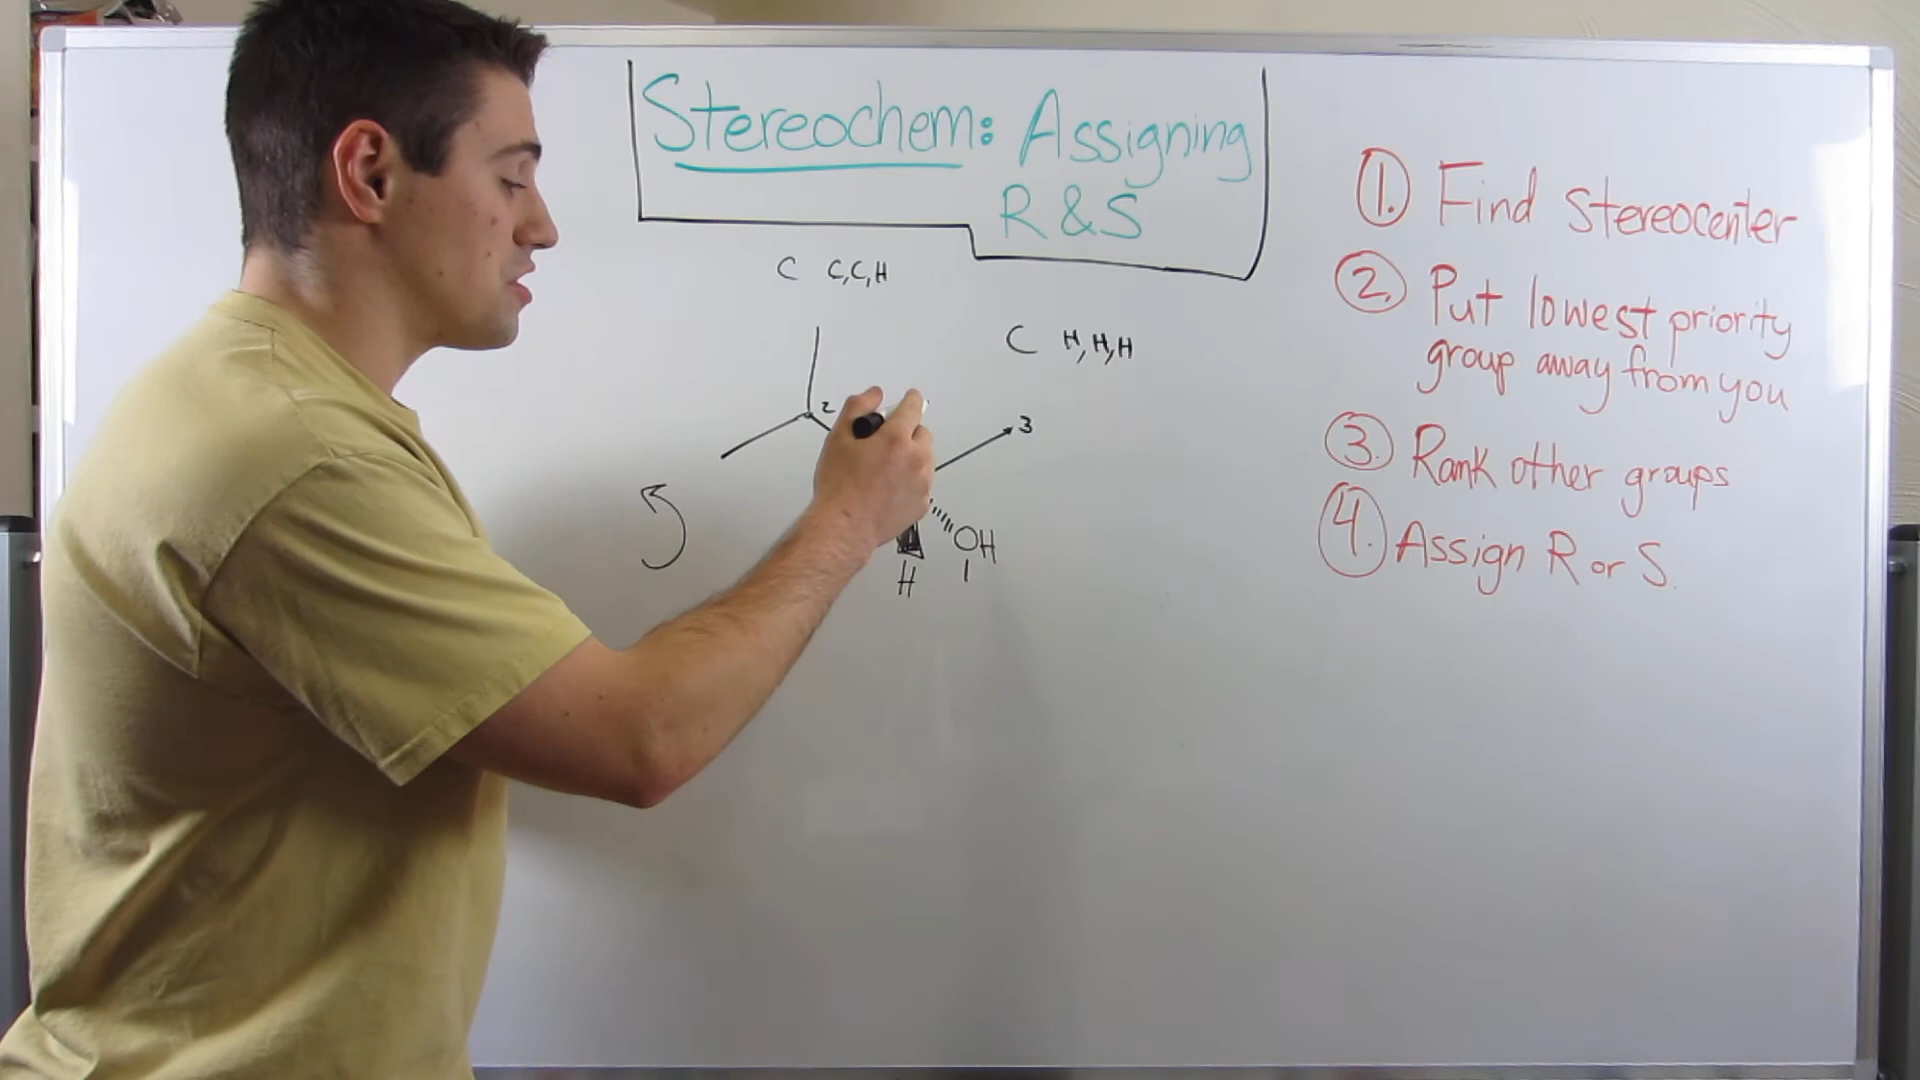 Stereochem: Assigning
R & S
C C,C,H
C H,H,H
2
3
OH
H
1
1. Find Stereocenter
2. Put lowest priority
group away from you
3. Rank other groups
4. Assign R or S.